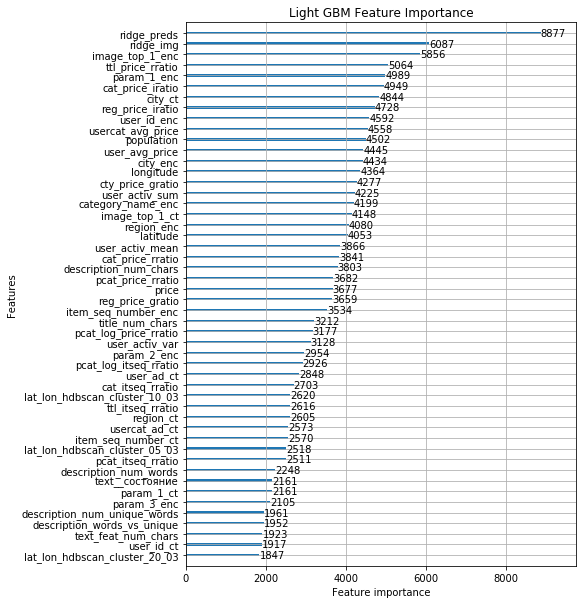 Light GBM Feature Importance
Features
ridge_preds 8877
ridge_img 6087
image_top_1_enc 5856
ttl_price_rratio 5064
param_1_enc 4989
cat_price_iratio 4949
city_ct 4844
reg_price_iratio 4728
user_id_enc 4592
usercat_avg_price 4558
population 4502
user_avg_price 4445
city_enc 4434
longitude 4364
cty_price_gratio 4277
user_activ_sum 4225
category_name_enc 4199
image_top_1_ct 4148
region_enc 4080
latitude 4053
user_activ_mean 3866
cat_price_rratio 3841
description_num_chars 3803
pcat_price_rratio 3682
price 3677
reg_price_gratio 3659
item_seq_number_enc 3534
title_num_chars 3212
pcat_log_price_rratio 3177
user_activ_var 3128
param_2_enc 2954
pcat_log_itseq_rratio 2926
user_ad_ct 2848
cat_itseq_rratio 2703
lat_lon_hdbscan_cluster_10_03 2620
ttl_itseq_rratio 2616
region_ct 2605
usercat_ad_ct 2573
item_seq_number_ct 2570
lat_lon_hdbscan_cluster_05_03 2518
pcat_itseq_rratio 2511
description_num_words 2248
text__состояние 2161
param_1_ct 2161
param_3_enc 2105
description_num_unique_words 1961
description_words_vs_unique 1952
text_feat_num_chars 1923
user_id_ct 1917
lat_lon_hdbscan_cluster_20_03 1847
0 2000 4000 6000 8000
Feature importance